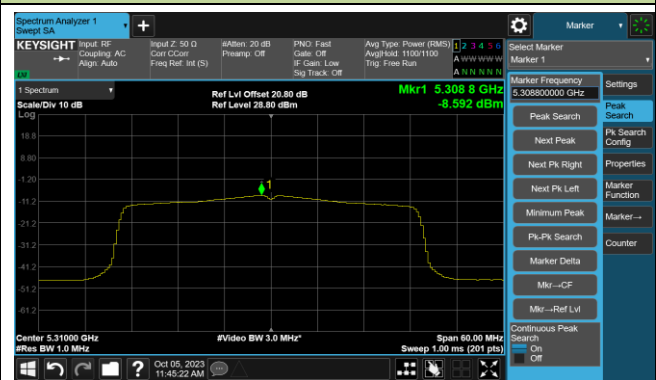 Spectrum Analyzer 1
Swept SA
Marker
KEYSIGHT
Input: RF
Coupling: AC
Align: Auto
Input Z: 50 Ω
Corr CCorr
Freq Ref: Int (S)
#Atten: 20 dB
Preamp: Off
PNO: Fast
Gate: Off
IF Gain: Low
Sig Track: Off
Avg Type: Power (RMS)
Avg|Hold: 1100/1100
Trig: Free Run
1 2 3 4 5 6
A W W W W W
A N N N N N
Select Marker
Marker 1
LXI
1 Spectrum
Scale/Div 10 dB
Log
Ref Lvl Offset 20.80 dB
Ref Level 28.80 dBm
Mkr1 5.308 8 GHz
-8.592 dBm
Marker Frequency
5.308800000 GHz
Settings
Peak Search
Peak
Search
Next Peak
Pk Search
Config
Next Pk Right
Properties
Next Pk Left
Marker
Function
Minimum Peak
Marker→
Pk-Pk Search
Counter
Marker Delta
Mkr→CF
Mkr→Ref Lvl
Continuous Peak
Search
On
Off
18.8
8.80
-1.20
-11.2
-21.2
-31.2
-41.2
-51.2
-61.2
1
Center 5.31000 GHz
#Res BW 1.0 MHz
#Video BW 3.0 MHz*
Span 60.00 MHz
Sweep 1.00 ms (201 pts)
Oct 05, 2023
11:45:22 AM